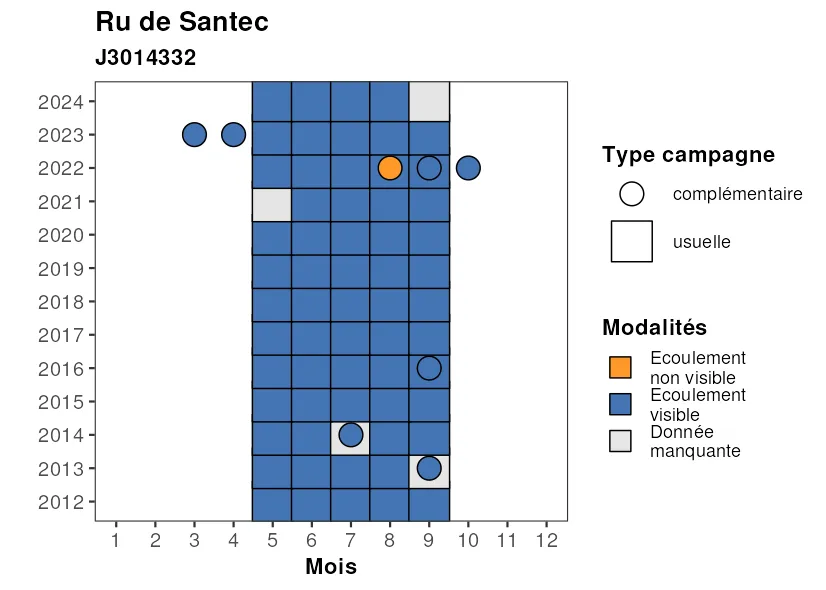 Ru de Santec
J3014332
2024
2023
2022
2021
2020
2019
2018
2017
2016
2015
2014
2013
2012
1 2 3 4 5 6 7 8 9 10 11 12
Mois
Type campagne
complémentaire
usuelle
Modalités
Ecoulement
non visible
Ecoulement
visible
Donnée
manquante